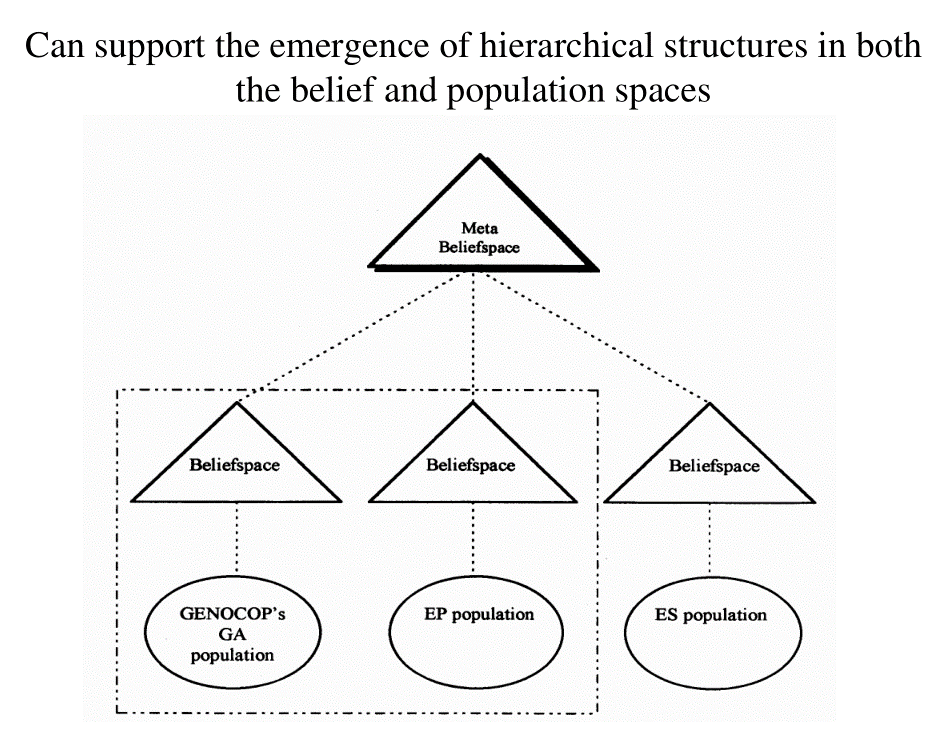 Can support the emergence of hierarchical structures in both
the belief and population spaces
Meta
Beliefspace
Beliefspace
Beliefspace
Beliefspace
GENOCOP's
GA
population
EP population
ES population